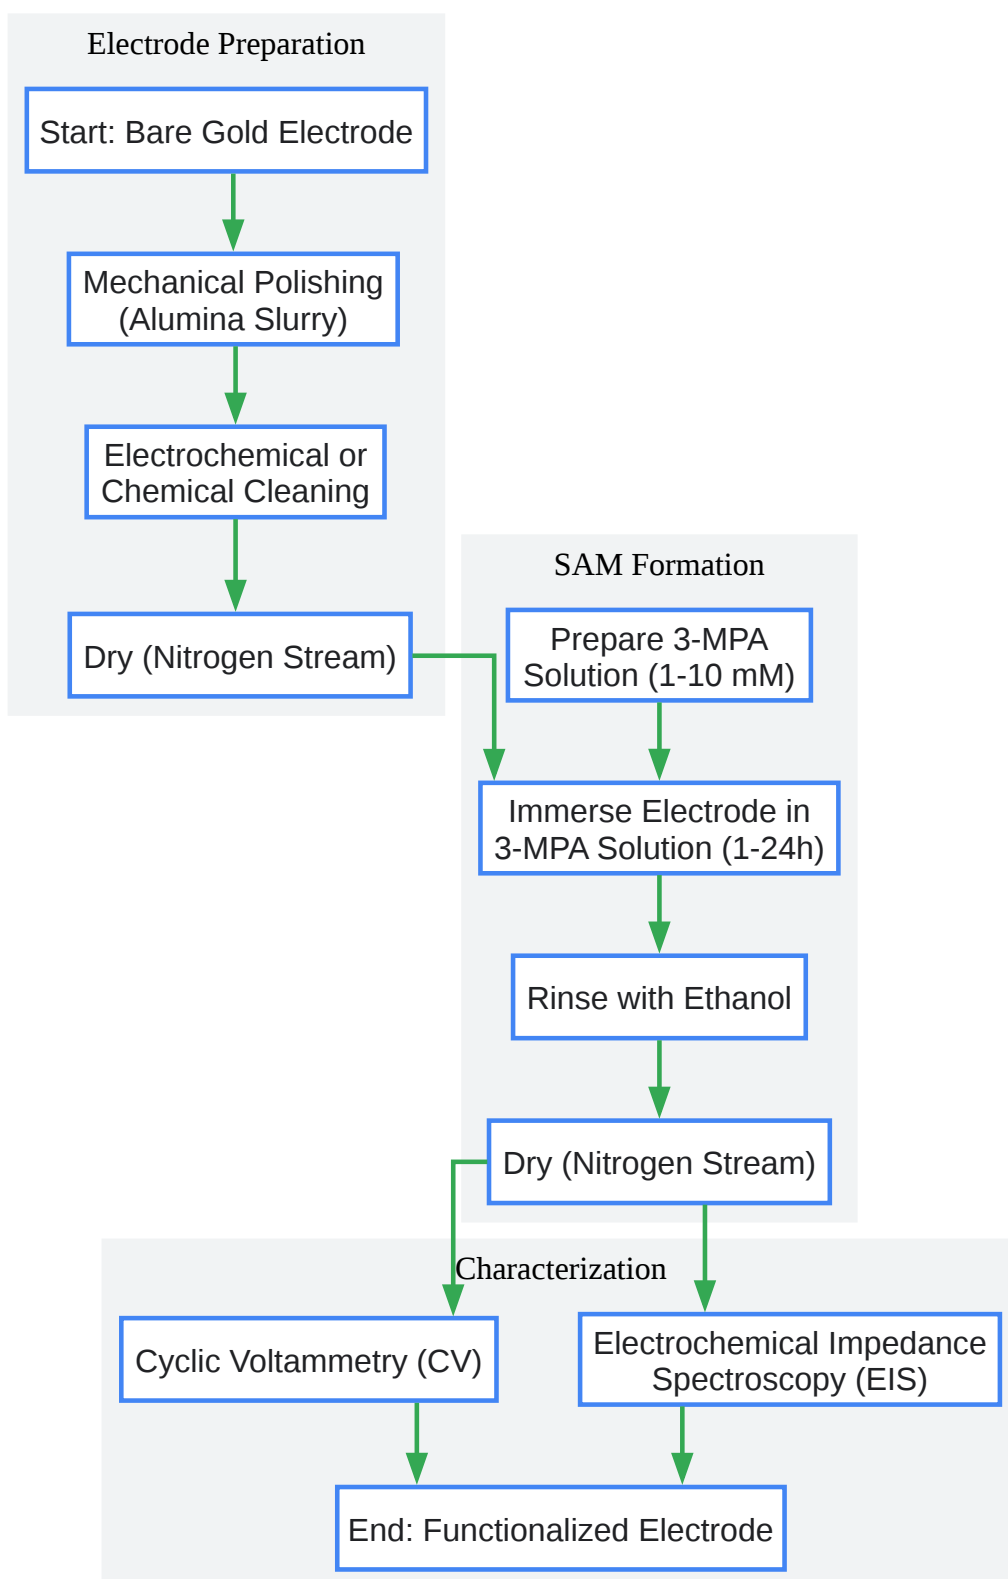 Electrode Preparation
Start: Bare Gold Electrode
Mechanical Polishing
(Alumina Slurry)
Electrochemical or
Chemical Cleaning
Dry (Nitrogen Stream)
SAM Formation
Prepare 3-MPA
Solution (1-10 mM)
Immerse Electrode in
3-MPA Solution (1-24h)
Rinse with Ethanol
Dry (Nitrogen Stream)
Characterization
Cyclic Voltammetry (CV)
Electrochemical Impedance
Spectroscopy (EIS)
End: Functionalized Electrode